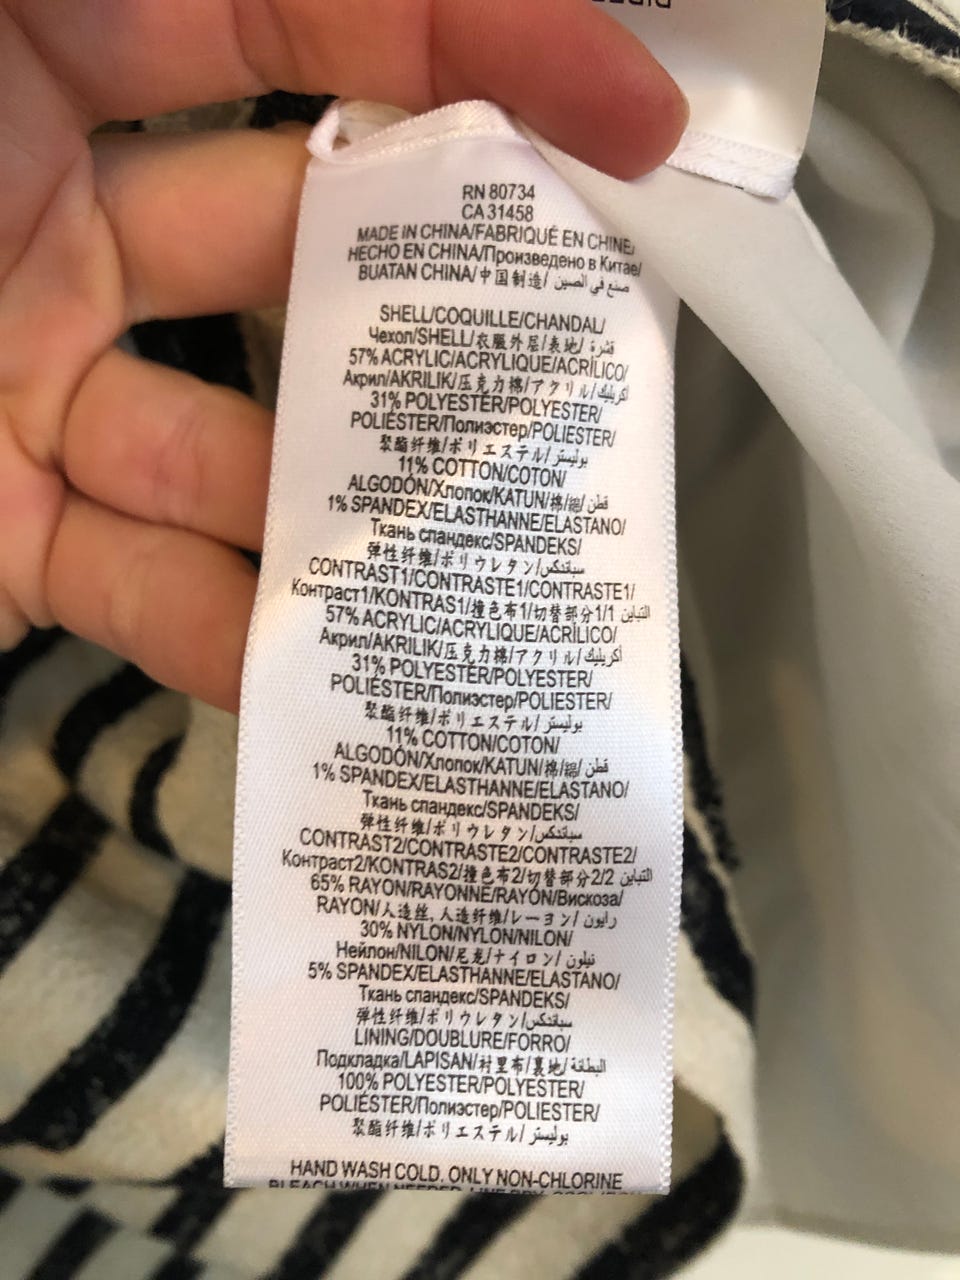 RN 80734
CA 31458
MADE IN CHINA/FABRIQUÉ EN CHINE/
HECHO EN CHINA/Произведено в Китае/
BUATAN CHINA/中国制造/ صنع في الصين
SHELL/COQUILLE/CHANDAL/
Чехол/SHELL/衣服外层/表地/ قشرة
57% ACRYLIC/ACRYLIQUE/ACRÍLICO/
Акрил/AKRILIK/压克力棉/アクリル/أكريليك
31% POLYESTER/POLYESTER/
POLIÉSTER/Полиэстер/POLIESTER/
聚酯纤维/ポリエステル/بوليستر
11% COTTON/COTON/
ALGODÓN/Хлопок/KATUN/棉/綿/ قطن
1% SPANDEX/ELASTHANNE/ELASTANO/
Ткань спандекс/SPANDEKS/
弹性纤维/ポリウレタン/سباندكس
CONTRAST1/CONTRASTE1/CONTRASTE1/
Контраст1/KONTRAS1/撞色布1/切替部分1/1 التباين
57% ACRYLIC/ACRYLIQUE/ACRÍLICO/
Акрил/AKRILIK/压克力棉/アクリル/أكريليك
31% POLYESTER/POLYESTER/
POLIÉSTER/Полиэстер/POLIESTER/
聚酯纤维/ポリエステル/بوليستر
11% COTTON/COTON/
ALGODÓN/Хлопок/KATUN/棉/綿/ قطن
1% SPANDEX/ELASTHANNE/ELASTANO/
Ткань спандекс/SPANDEKS/
弹性纤维/ポリウレタン/سباندكس
CONTRAST2/CONTRASTE2/CONTRASTE2/
Контраст2/KONTRAS2/撞色布2/切替部分2/2 التباين
65% RAYON/RAYONNE/RAYÓN/Вискоза/
RAYON/人造丝, 人造纤维/レーヨン/ رايون
30% NYLON/NYLON/NILON/
Нейлон/NILON/尼龙/ナイロン/ نيلون
5% SPANDEX/ELASTHANNE/ELASTANO/
Ткань спандекс/SPANDEKS/
弹性纤维/ポリウレタン/سباندكس
LINING/DOUBLURE/FORRO/
Подкладка/LAPISAN/衬里布/裏地/ البطانة
100% POLYESTER/POLYESTER/
POLIÉSTER/Полиэстер/POLIESTER/
聚酯纤维/ポリエステル/ بوليستر
HAND WASH COLD. ONLY NON-CHLORINE
BLEACH WHEN NEEDED. LINE DRY.